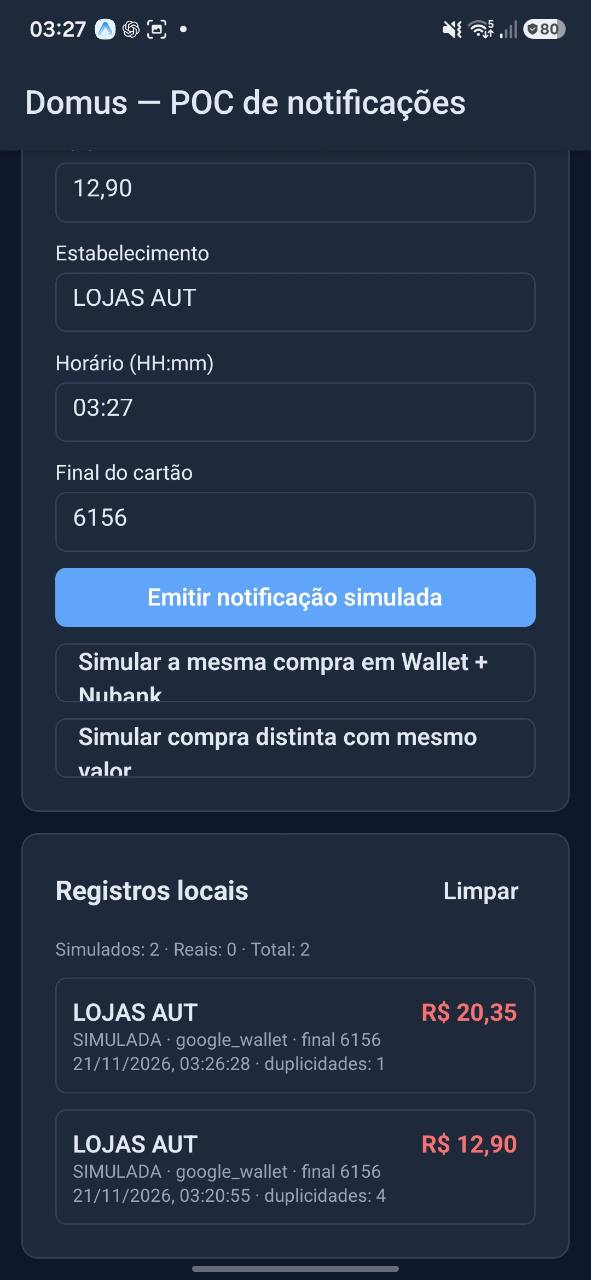 03:27
5
80
Domus — POC de notificações
12,90
Estabelecimento
LOJAS AUT
Horário (HH:mm)
03:27
Final do cartão
6156
Emitir notificação simulada
Simular a mesma compra em Wallet +
Nubank
Simular compra distinta com mesmo
valor
Registros locais
Limpar
Simulados: 2 · Reais: 0 · Total: 2
LOJAS AUT
R$ 20,35
SIMULADA · google_wallet · final 6156
21/11/2026, 03:26:28 · duplicidades: 1
LOJAS AUT
R$ 12,90
SIMULADA · google_wallet · final 6156
21/11/2026, 03:20:55 · duplicidades: 4